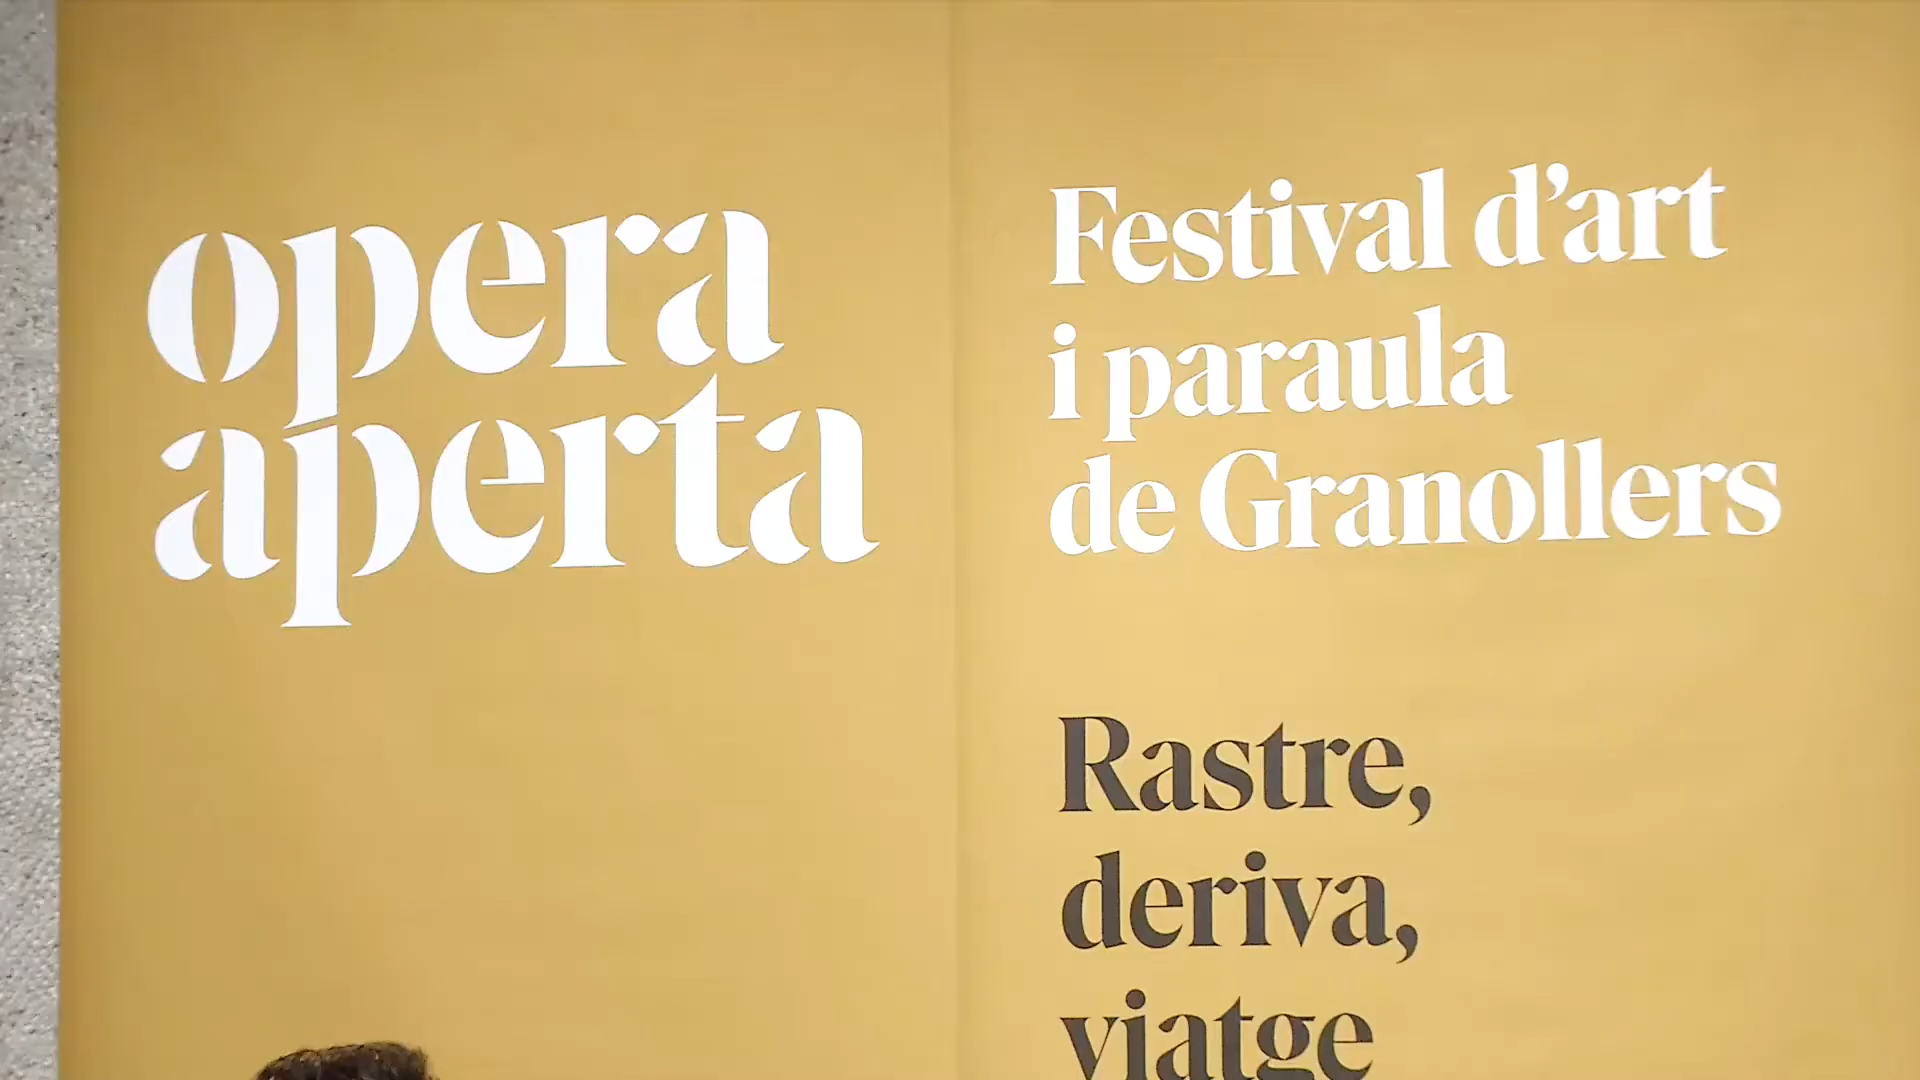 opera
aperta
Festival d’art
i paraula
de Granollers
Rastre,
deriva,
viatge